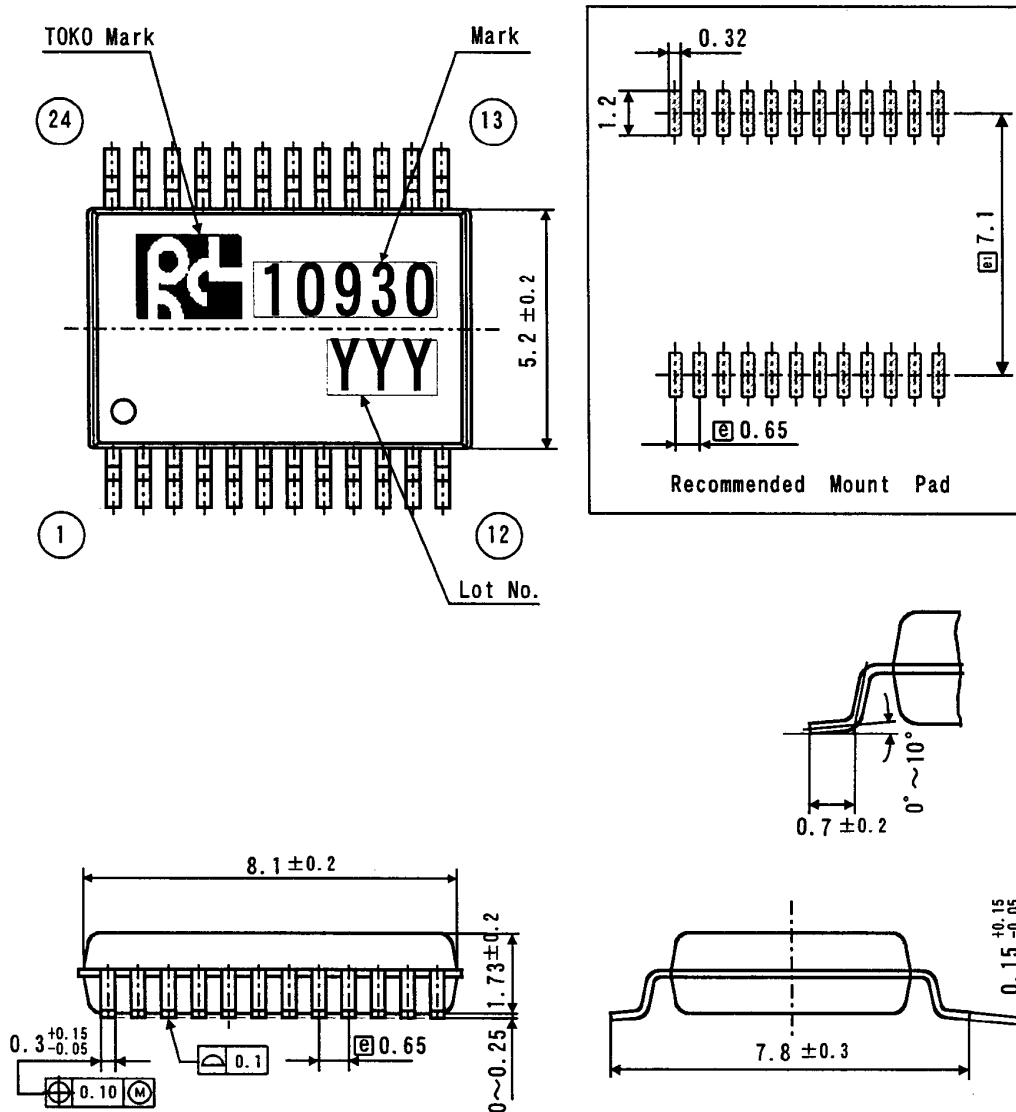 TOKO Mark
Mark
24
13
10930
YYY
5.2 ±0.2
1
12
Lot No.
0.32
1.2
e1 7.1
e 0.65
Recommended Mount Pad
0°~10°
0.7 ±0.2
8.1 ±0.2
1.73 ±0.2
0.3 +0.15 -0.05
⌓ 0.1
e 0.65
0~0.25
⌖ 0.10 Ⓜ
0.15 +0.15 -0.05
7.8 ±0.3